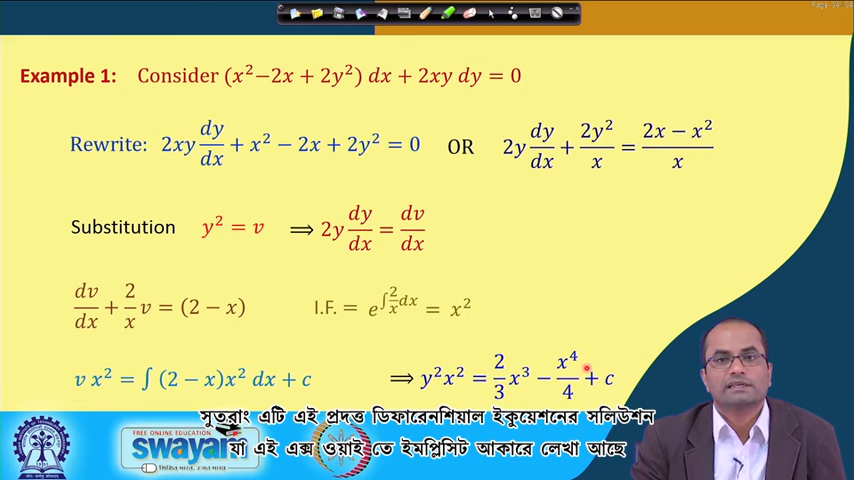 Example 1: Consider (x² − 2x + 2y²) dx + 2xy dy = 0
Rewrite: 2xy dy/dx + x² − 2x + 2y² = 0 OR 2y dy/dx + 2y²/x = (2x − x²)/x
Substitution y² = v ⟹ 2y dy/dx = dv/dx
dv/dx + 2/x v = (2 − x) I.F. = e^{∫ 2/x dx} = x²
v x² = ∫ (2 − x)x² dx + c ⟹ y²x² = 2/3 x³ − x⁴/4 + c
সুতরাং এটি এই প্রদত্ত ডিফারেনশিয়াল ইকুয়েশনের সলিউশন
যা এই এক্স ওয়াই তে ইমপ্লিসিট আকারে লেখা আছে
FREE ONLINE EDUCATION
swayam